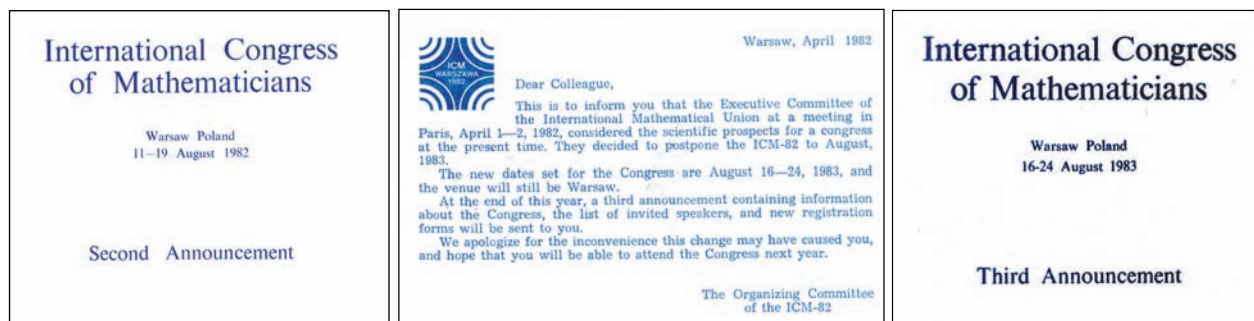 International Congress
of Mathematicians
Warsaw Poland
11—19 August 1982
Second Announcement
ICM
WARSZAWA
1982
Warsaw, April 1982
Dear Colleague,
This is to inform you that the Executive Committee of
the International Mathematical Union at a meeting in
Paris, April 1—2, 1982, considered the scientific prospects for a congress
at the present time. They decided to postpone the ICM-82 to August,
1983.
The new dates set for the Congress are August 16—24, 1983, and
the venue will still be Warsaw.
At the end of this year, a third announcement containing information
about the Congress, the list of invited speakers, and new registration
forms will be sent to you.
We apologize for the inconvenience this change may have caused you,
and hope that you will be able to attend the Congress next year.
The Organizing Committee
of the ICM-82
International Congress
of Mathematicians
Warsaw Poland
16-24 August 1983
Third Announcement